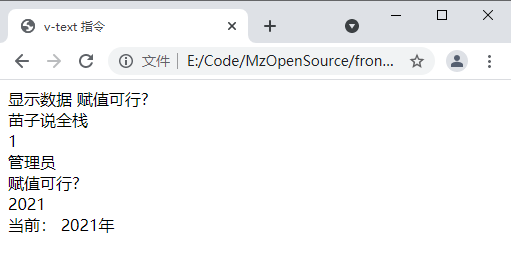 v-text 指令
文件 E:/Code/MzOpenSource/fron...
显示数据 赋值可行?
苗子说全栈
1
管理员
赋值可行?
2021
当前： 2021年